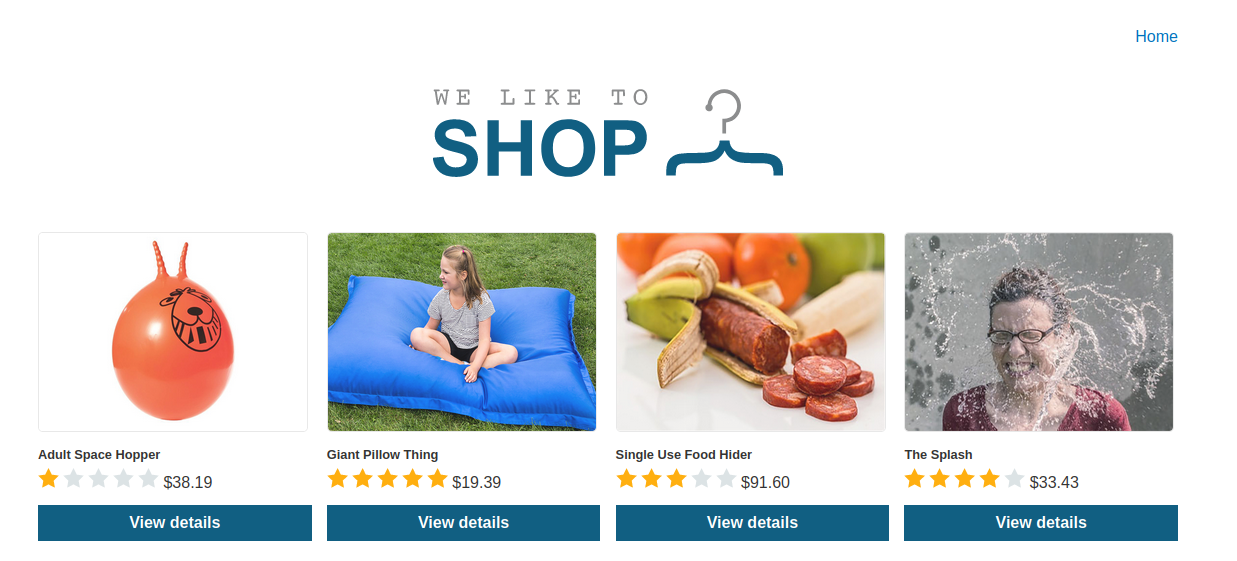 Home
WE LIKE TO
SHOP
Adult Space Hopper
Giant Pillow Thing
Single Use Food Hider
The Splash
$38.19
$19.39
$91.60
$33.43
View details
View details
View details
View details